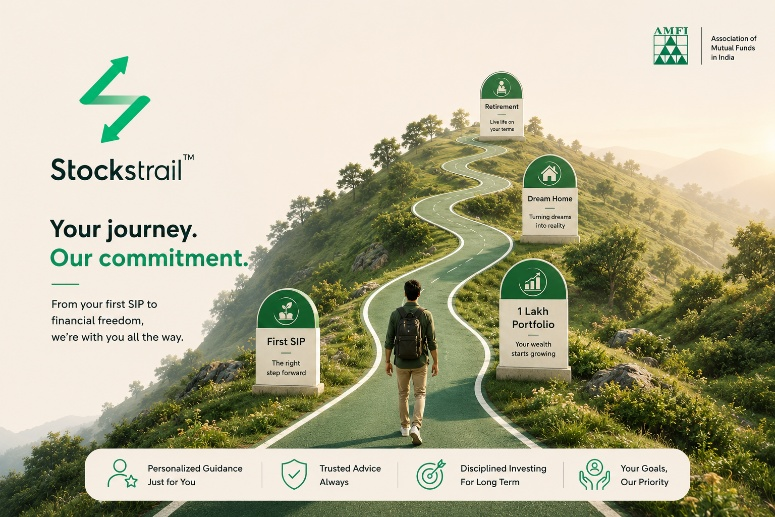 AMFI
Association of
Mutual Funds
in India
Stockstrail™
Your journey.
Our commitment.
From your first SIP to
financial freedom,
we're with you all the way.
Retirement
Live life on
your terms
Dream Home
Turning dreams
into reality
1 Lakh
Portfolio
Your wealth
starts growing
First SIP
The right
step forward
Personalized Guidance
Just for You
Trusted Advice
Always
Disciplined Investing
For Long Term
Your Goals,
Our Priority